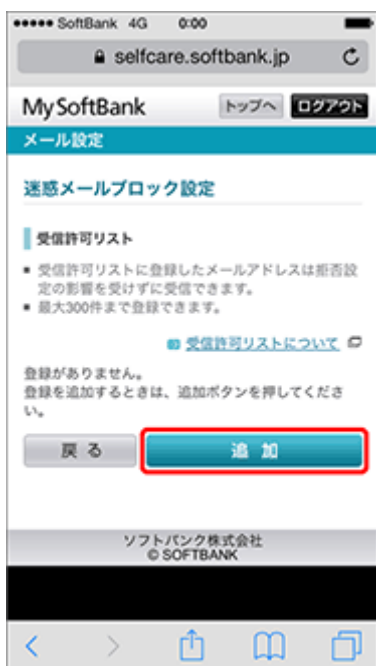 SoftBank 4G 0:00
selfcare.softbank.jp
My SoftBank トップへ ログアウト
メール設定
迷惑メールブロック設定
受信許可リスト
■ 受信許可リストに登録したメールアドレスは拒否設
定の影響を受けずに受信できます。
■ 最大300件まで登録できます。
受信許可リストについて
登録がありません。
登録を追加するときは、追加ボタンを押してくださ
い。
戻る 追加
ソフトバンク株式会社
© SOFTBANK